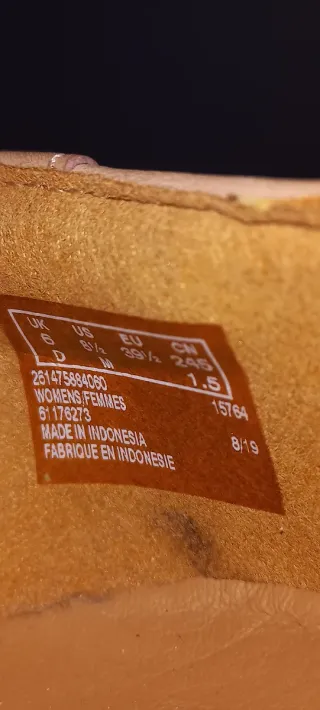 UK US EU CN
6 8½ 39½ 245
D M 1.5
261475884060 15764
WOMENS/FEMMES
61176273 8/19
MADE IN INDONESIA
FABRIQUE EN INDONESIE